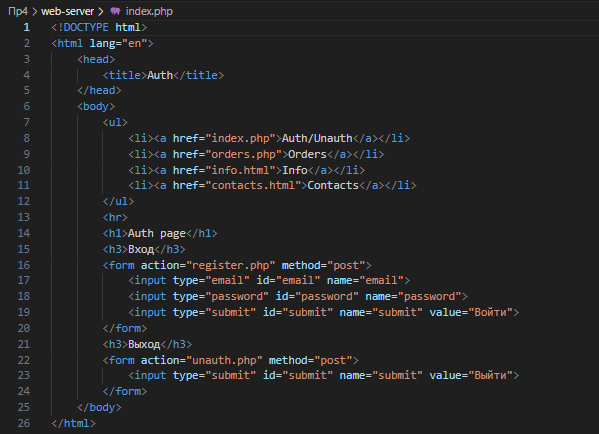 Пр4 > web-server > index.php
1 <!DOCTYPE html>
2 <html lang="en">
3     <head>
4         <title>Auth</title>
5     </head>
6     <body>
7         <ul>
8             <li><a href="index.php">Auth/Unauth</a></li>
9             <li><a href="orders.php">Orders</a></li>
10             <li><a href="info.html">Info</a></li>
11             <li><a href="contacts.html">Contacts</a></li>
12         </ul>
13         <hr>
14         <h1>Auth page</h1>
15         <h3>Вход</h3>
16         <form action="register.php" method="post">
17             <input type="email" id="email" name="email">
18             <input type="password" id="password" name="password">
19             <input type="submit" id="submit" name="submit" value="Войти">
20         </form>
21         <h3>Выход</h3>
22         <form action="unauth.php" method="post">
23             <input type="submit" id="submit" name="submit" value="Выйти">
24         </form>
25     </body>
26 </html>